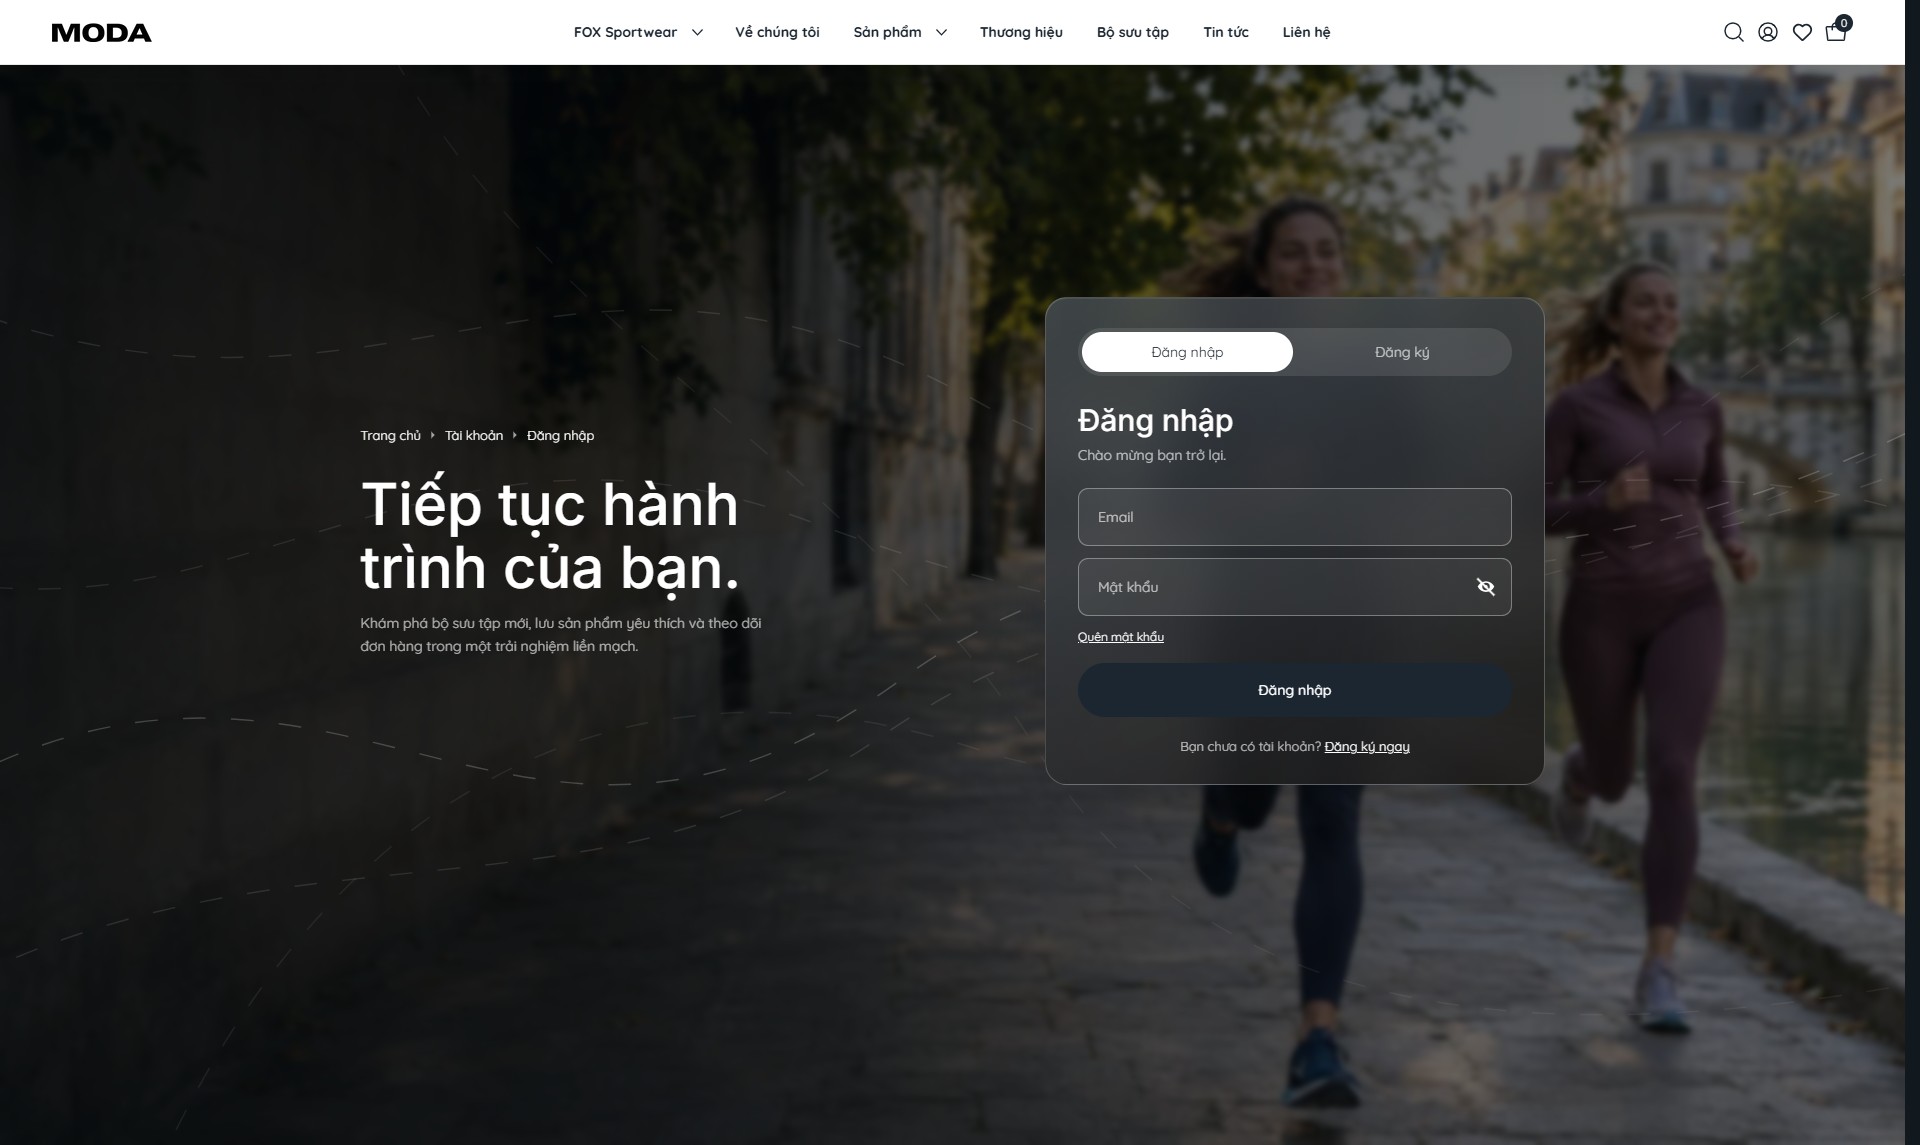 MODA
FOX Sportwear
Về chúng tôi
Sản phẩm
Thương hiệu
Bộ sưu tập
Tin tức
Liên hệ
0
Trang chủ
Tài khoản
Đăng nhập
Tiếp tục hành
trình của bạn.
Khám phá bộ sưu tập mới, lưu sản phẩm yêu thích và theo dõi
đơn hàng trong một trải nghiệm liền mạch.
Đăng nhập
Đăng ký
Đăng nhập
Chào mừng bạn trở lại.
Email
Mật khẩu
Quên mật khẩu
Đăng nhập
Bạn chưa có tài khoản? Đăng ký ngay